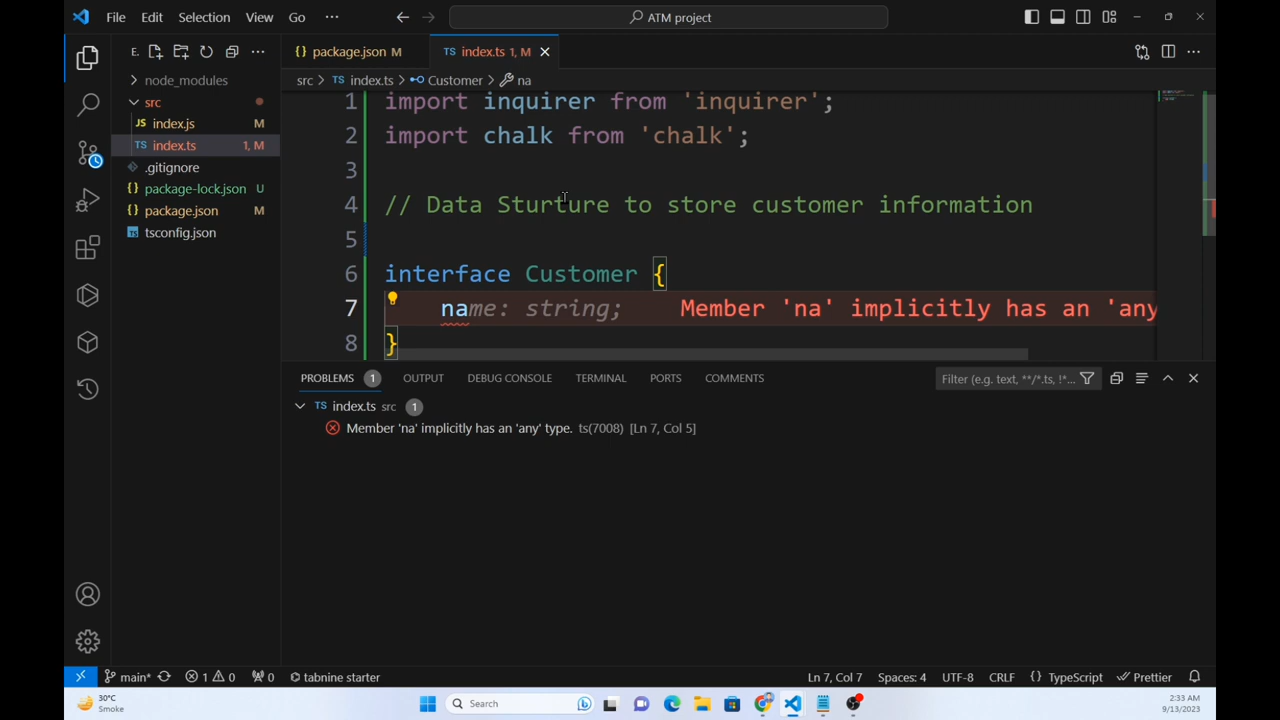 File Edit Selection View Go ··· ATM project
E.
package.json M
TS index.ts 1, M
node_modules
src > TS index.ts > Customer > na
src
JS index.js M
TS index.ts 1, M
.gitignore
package-lock.json U
package.json M
tsconfig.json
1 import inquirer from 'inquirer';
2 import chalk from 'chalk';
3
4 // Data Sturture to store customer information
5
6 interface Customer {
7 name: string; Member 'na' implicitly has an 'any
8 }
PROBLEMS 1 OUTPUT DEBUG CONSOLE TERMINAL PORTS COMMENTS Filter (e.g. text, **/*.ts, !*...
TS index.ts src 1
Member 'na' implicitly has an 'any' type. ts(7008) [Ln 7, Col 5]
main* 1 0 0 tabnine starter Ln 7, Col 7 Spaces: 4 UTF-8 CRLF {} TypeScript Prettier
30°C
Smoke
Search
2:33 AM
9/13/2023